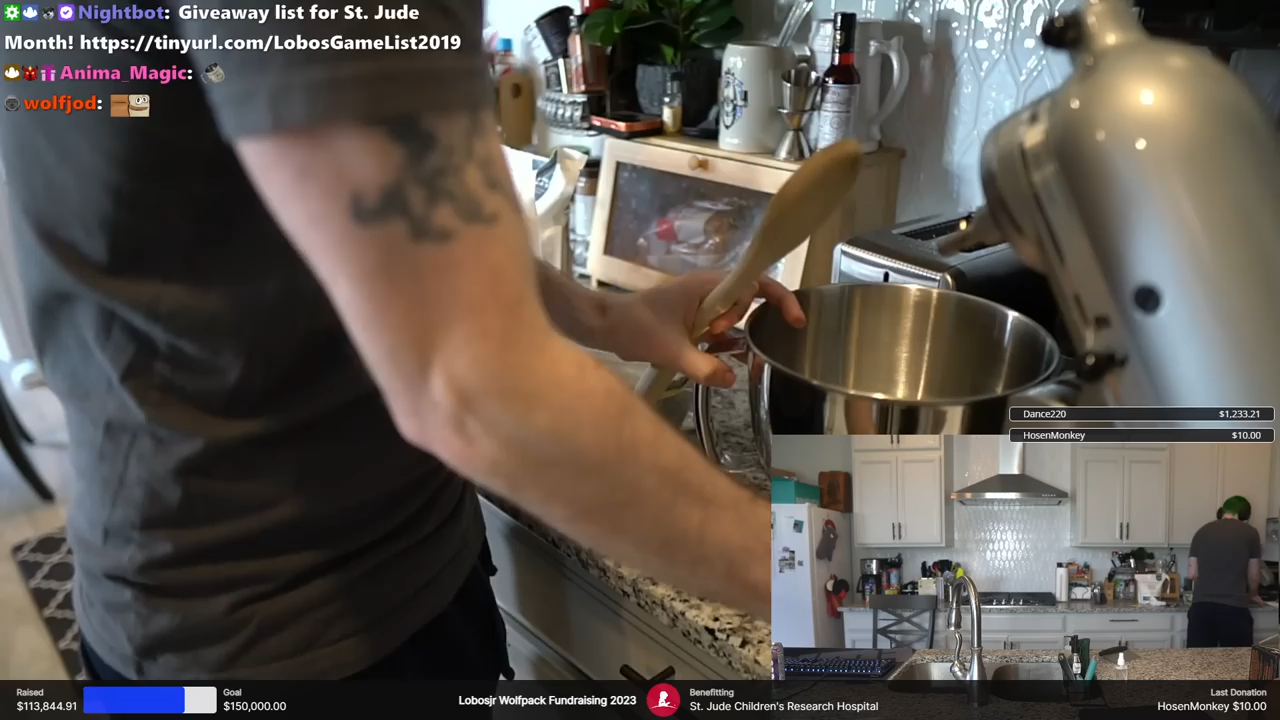 Nightbot: Giveaway list for St. Jude
Month! https://tinyurl.com/LobosGameList2019
Anima_Magic:
wolfjod:
Dance220 $1,233.21
HosenMonkey $10.00
Raised
$113,844.91
Goal
$150,000.00
Lobosjr Wolfpack Fundraising 2023
Benefitting
St. Jude Children's Research Hospital
Last Donation
HosenMonkey $10.00